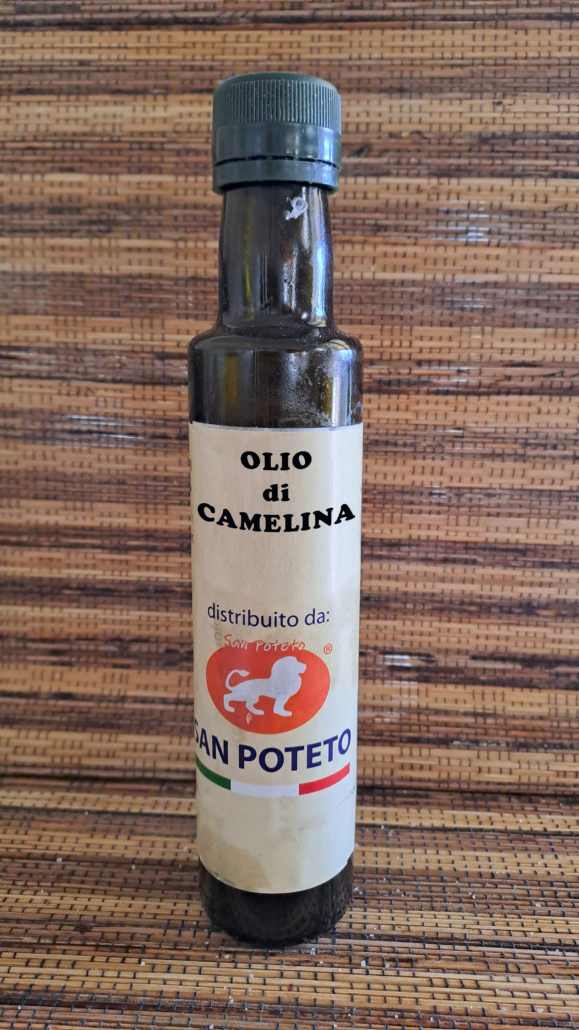 OLIO
di
CAMELINA
distribuito da:
San Poteto ®
SAN POTETO